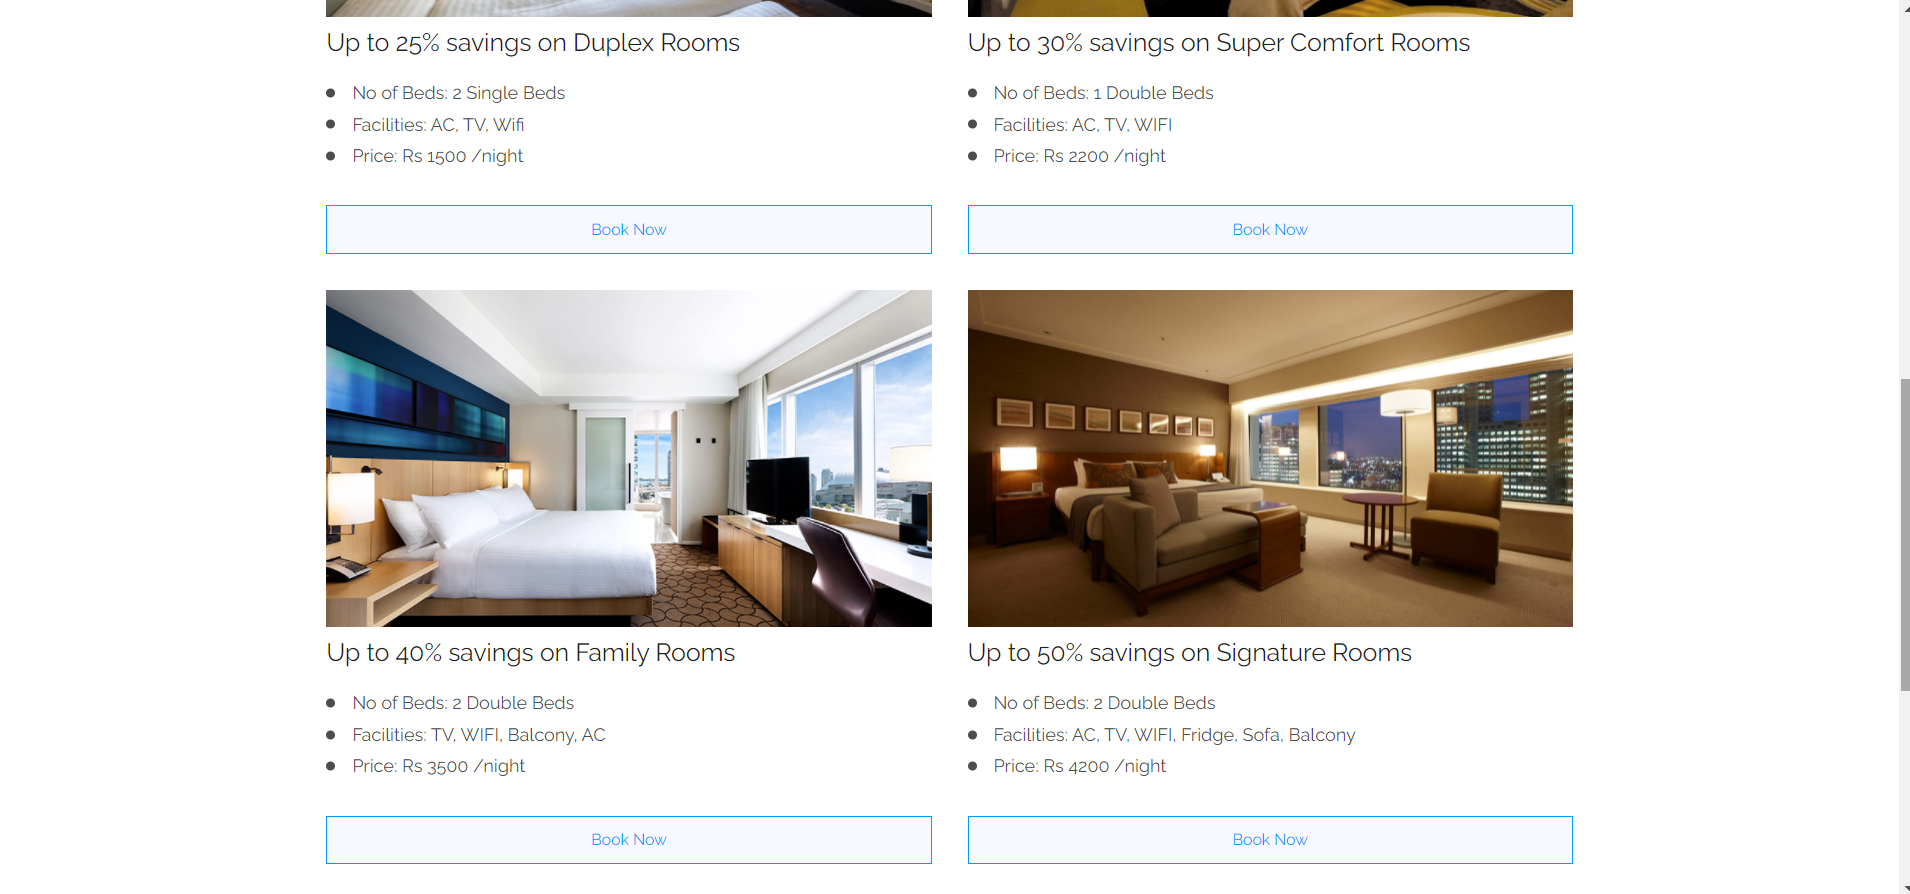 Up to 25% savings on Duplex Rooms
No of Beds: 2 Single Beds
Facilities: AC, TV, Wifi
Price: Rs 1500 /night
Book Now
Up to 30% savings on Super Comfort Rooms
No of Beds: 1 Double Beds
Facilities: AC, TV, WIFI
Price: Rs 2200 /night
Book Now
Up to 40% savings on Family Rooms
No of Beds: 2 Double Beds
Facilities: TV, WIFI, Balcony, AC
Price: Rs 3500 /night
Book Now
Up to 50% savings on Signature Rooms
No of Beds: 2 Double Beds
Facilities: AC, TV, WIFI, Fridge, Sofa, Balcony
Price: Rs 4200 /night
Book Now